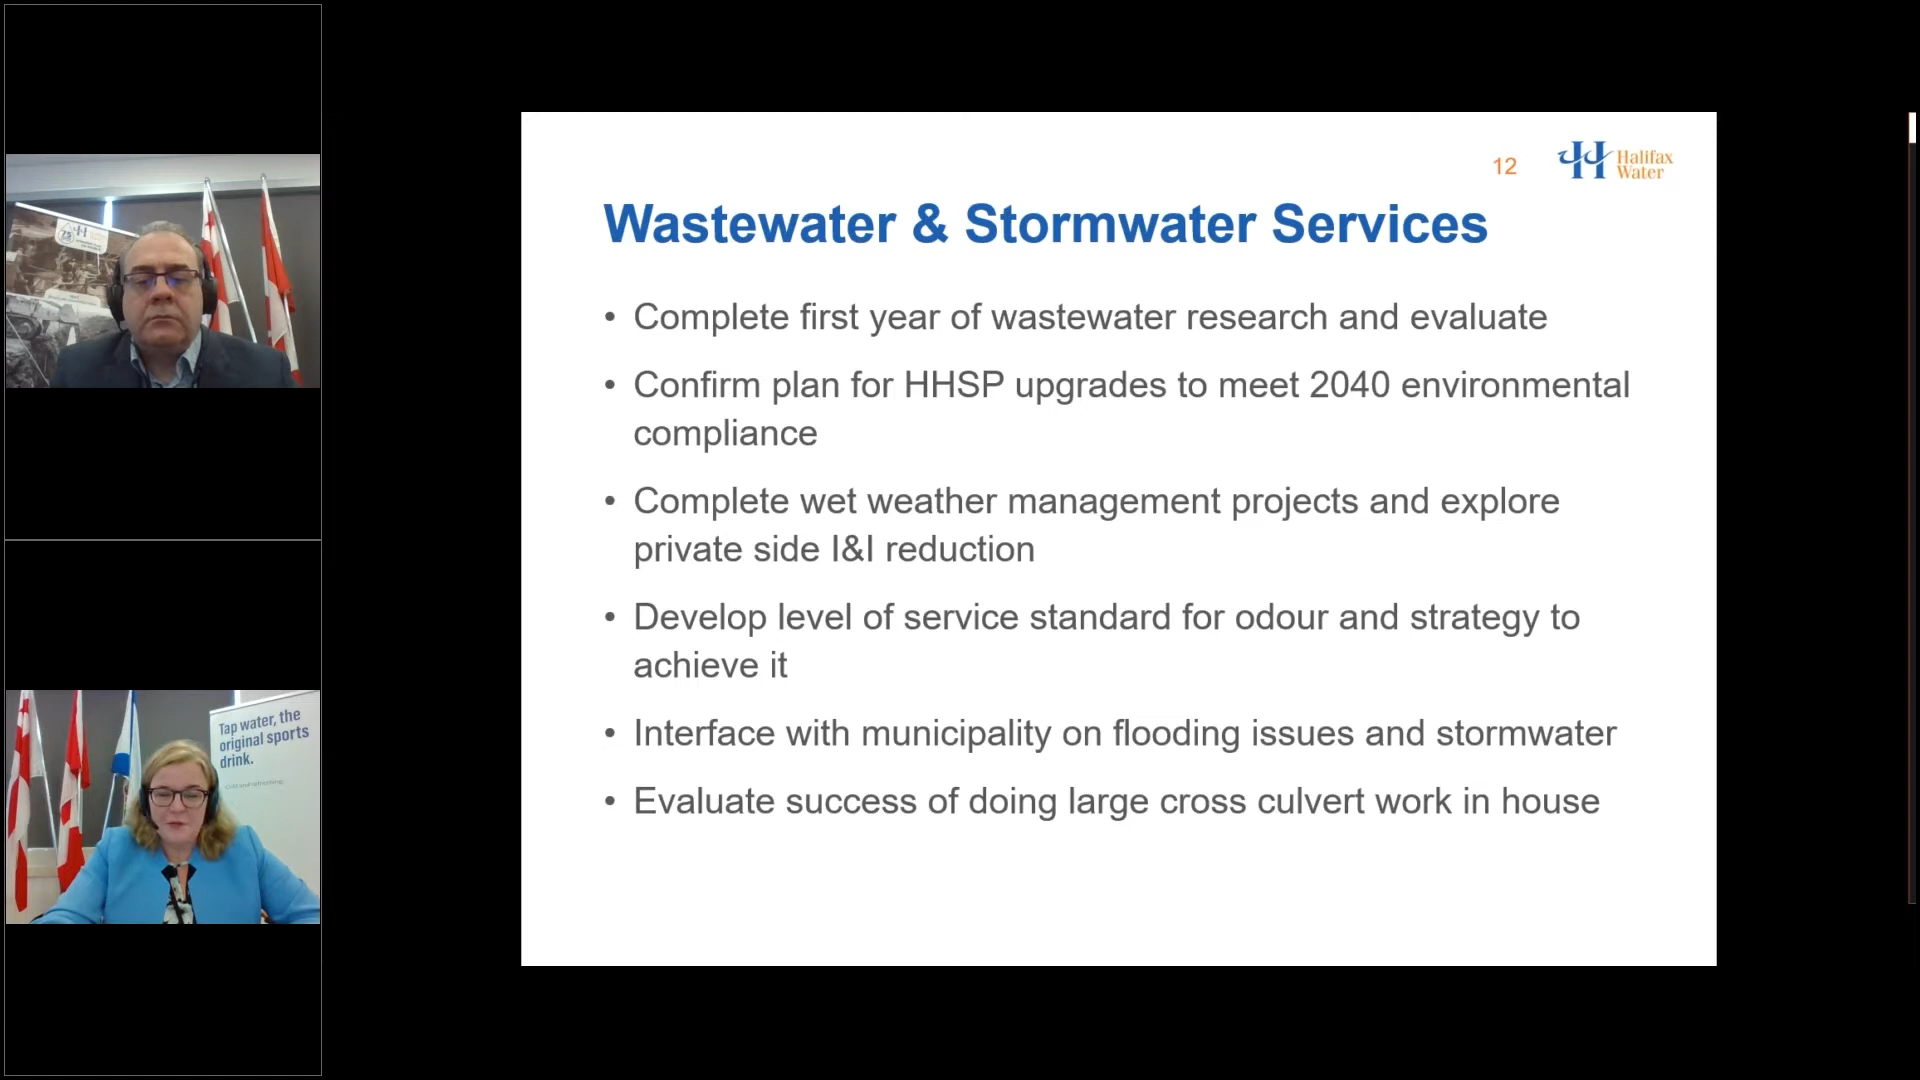 12
Halifax
Water
Wastewater & Stormwater Services
• Complete first year of wastewater research and evaluate
• Confirm plan for HHSP upgrades to meet 2040 environmental
compliance
• Complete wet weather management projects and explore
private side I&I reduction
• Develop level of service standard for odour and strategy to
achieve it
• Interface with municipality on flooding issues and stormwater
• Evaluate success of doing large cross culvert work in house
75
Tap water, the
original sports
drink.